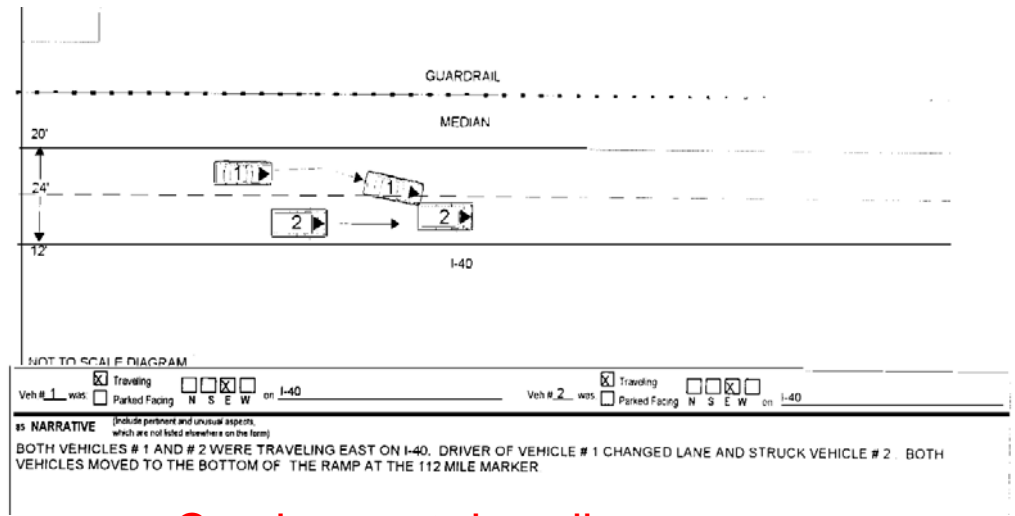 GUARDRAIL
MEDIAN
20'
1
1
24'
2
2
12'
I-40
NOT TO SCALE DIAGRAM
Veh # 1 was: X Traveling Parked Facing N S E X W on I-40
Veh # 2 was X Traveling Parked Facing N S E X W on I-40
85 NARRATIVE (Include pertinent and unusual aspects,
which are not listed elsewhere on the form)
BOTH VEHICLES # 1 AND # 2 WERE TRAVELING EAST ON I-40. DRIVER OF VEHICLE # 1 CHANGED LANE AND STRUCK VEHICLE # 2 . BOTH
VEHICLES MOVED TO THE BOTTOM OF THE RAMP AT THE 112 MILE MARKER